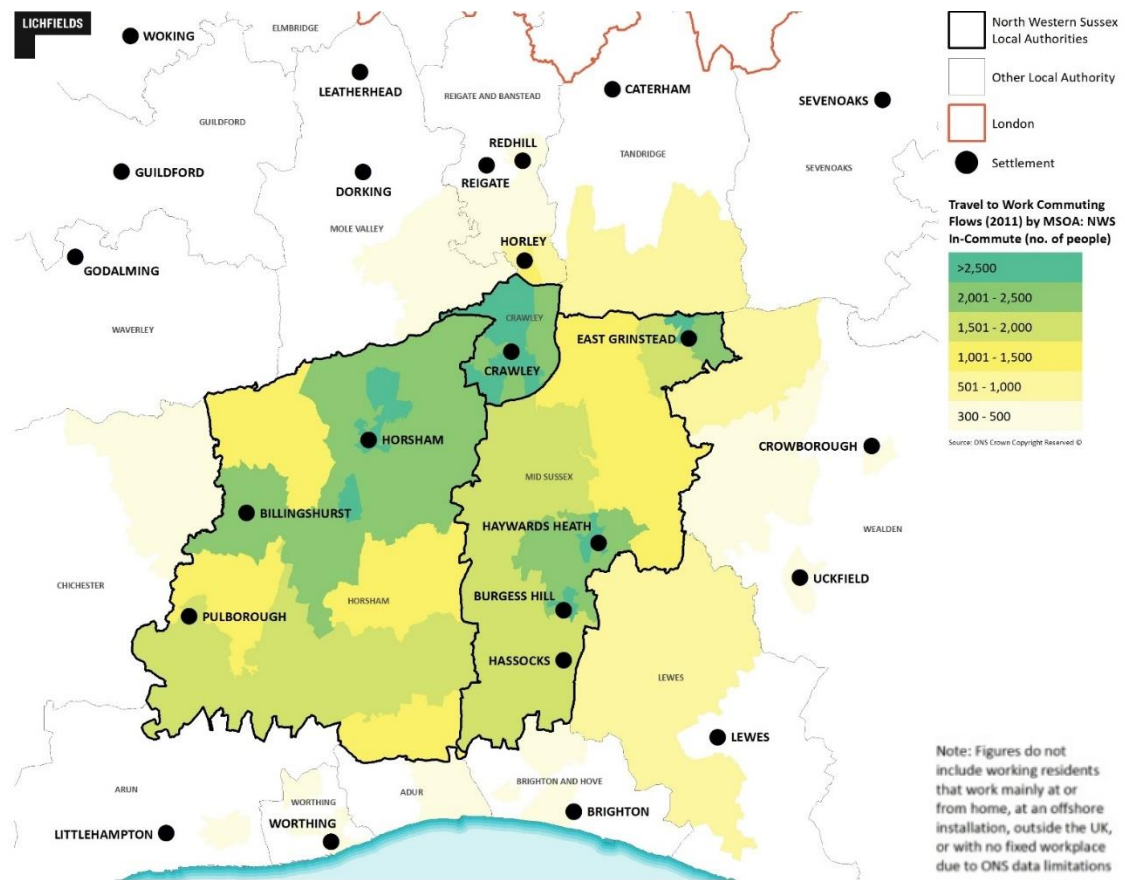 LICHFIELDS
WOKING
ELMBRIDGE
LEATHERHEAD
REIGATE AND BANSTEAD
CATERHAM
SEVENOAKS
GUILDFORD
REDHILL
TANDRIDGE
GUILDFORD
DORKING
REIGATE
SEVENOAKS
MOLE VALLEY
HORLEY
GODALMING
WAVERLEY
CRAWLEY
EAST GRINSTEAD
CRAWLEY
HORSHAM
CROWBOROUGH
MID SUSSEX
BILLINGSHURST
HAYWARDS HEATH
WEALDEN
UCKFIELD
CHICHESTER
HORSHAM
BURGESS HILL
PULBOROUGH
HASSOCKS
LEWES
LEWES
ARUN
WORTHING
ADUR
BRIGHTON AND HOVE
LITTLEHAMPTON
WORTHING
BRIGHTON
North Western Sussex
Local Authorities
Other Local Authority
London
Settlement
Travel to Work Commuting
Flows (2011) by MSOA: NWS
In-Commute (no. of people)
>2,500
2,001 - 2,500
1,501 - 2,000
1,001 - 1,500
501 - 1,000
300 - 500
Source: ONS Crown Copyright Reserved ©
Note: Figures do not
include working residents
that work mainly at or
from home, at an offshore
installation, outside the UK,
or with no fixed workplace
due to ONS data limitations